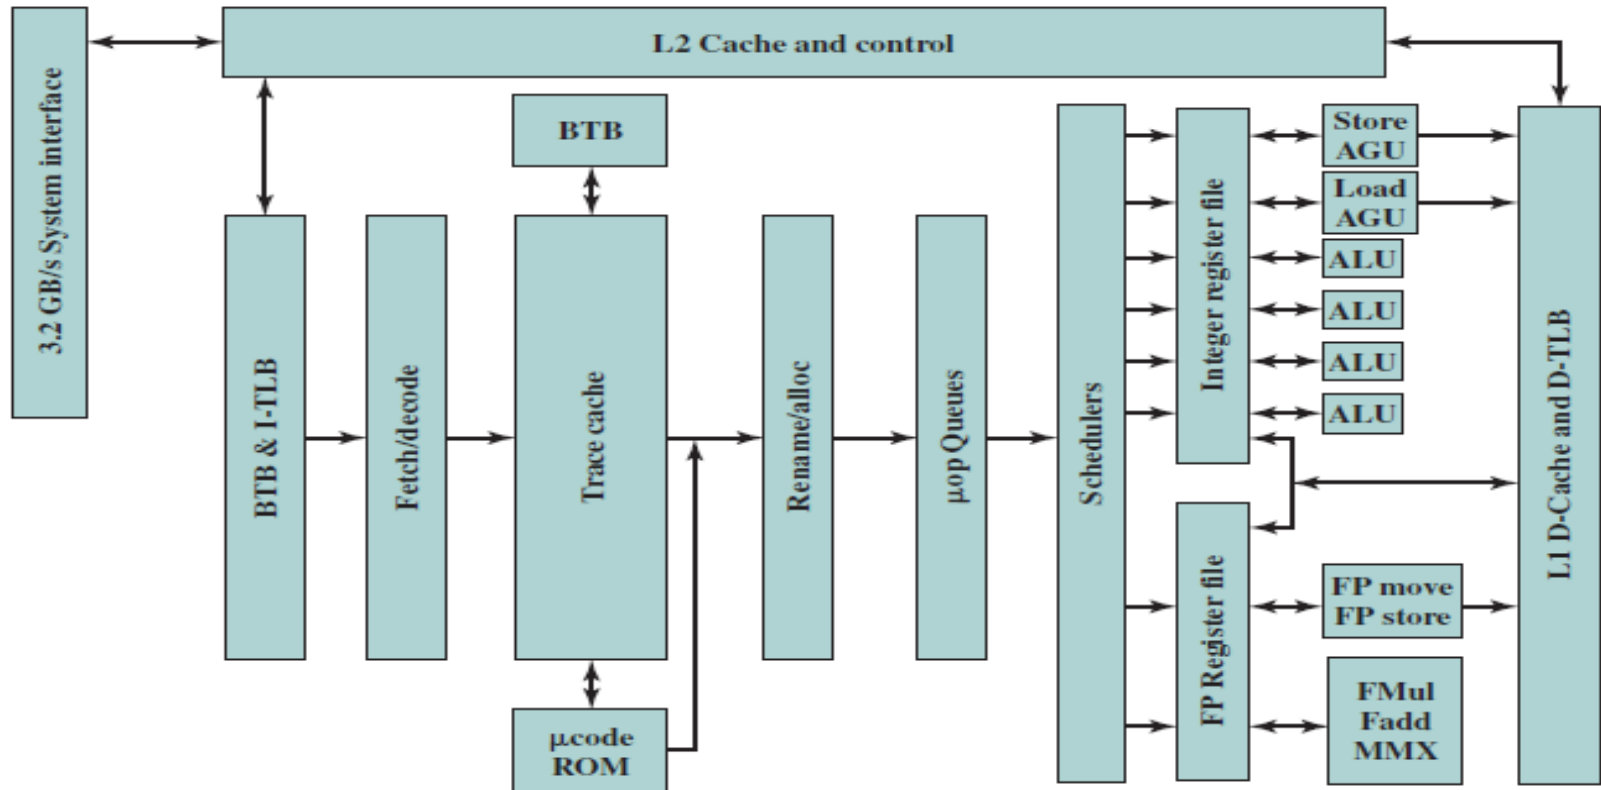 L2 Cache and control
3.2 GB/s System interface
BTB
BTB & I-TLB
Fetch/decode
Trace cache
µcode
ROM
Rename/alloc
µop Queues
Schedulers
Integer register file
FP Register file
Store
AGU
Load
AGU
ALU
ALU
ALU
ALU
FP move
FP store
FMul
Fadd
MMX
L1 D-Cache and D-TLB